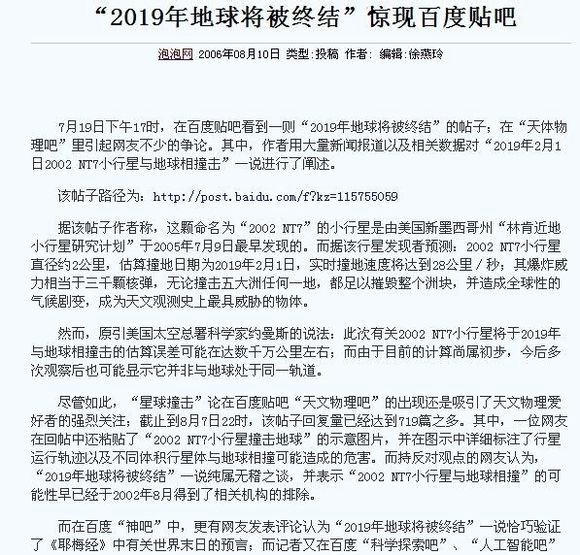 “2019年地球将被终结”惊现百度贴吧
泡泡网 2006年08月10日 类型:投稿 作者: 编辑:徐燕玲
7月19日下午17时，在百度贴吧看到一则“2019年地球将被终结”的帖子；在“天体物
理吧”里引起网友不少的争论。其中，作者用大量新闻报道以及相关数据对“2019年2月1
日2002 NT7小行星与地球相撞击”一说进行了阐述。
该帖子路径为：http://post.baidu.com/f?kz=115755059
据该帖子作者称，这颗命名为“2002 NT7”的小行星是由美国新墨西哥州“林肯近地
小行星研究计划”于2005年7月9日最早发现的。而据该行星发现者预测：2002 NT7小行星
直径约2公里，估算撞地日期为2019年2月1日，实时撞地速度将达到28公里／秒；其爆炸威
力相当于三千颗核弹，无论撞击五大洲任何一地，都足以摧毁整个洲块，并造成全球性的
气候剧变，成为天文观测史上最具威胁的物体。
然而，原引美国太空总署科学家约曼斯的说法：此次有关2002 NT7小行星将于2019年
与地球相撞击的估算误差可能在达数千万公里左右；而由于目前的计算尚属初步，今后多
次观察后也可能显示它并非与地球处于同一轨道。
尽管如此，“星球撞击”论在百度贴吧“天文物理吧”的出现还是吸引了天文物理爱
好者的强烈关注；截止到8月7日22时，该帖子回复量已经达到719篇之多。其中，一位网友
在回帖中还粘贴了“2002 NT7小行星撞击地球”的示意图片，并在图示中详细标注了行星
运行轨迹以及不同体积行星体与地球相撞可能造成的危害。而持反对观点的网友认为，
“2019年地球将被终结”一说纯属无稽之谈，并表示“2002 NT7小行星与地球相撞”的可
能性早已经于2002年8月得到了相关机构的排除。
而在百度“神吧”中，更有网友发表评论认为“2019年地球将被终结”一说恰巧验证
了《耶梅经》中有关世界末日的预言；而记者又在百度“科学探索吧”、“人工智能吧”